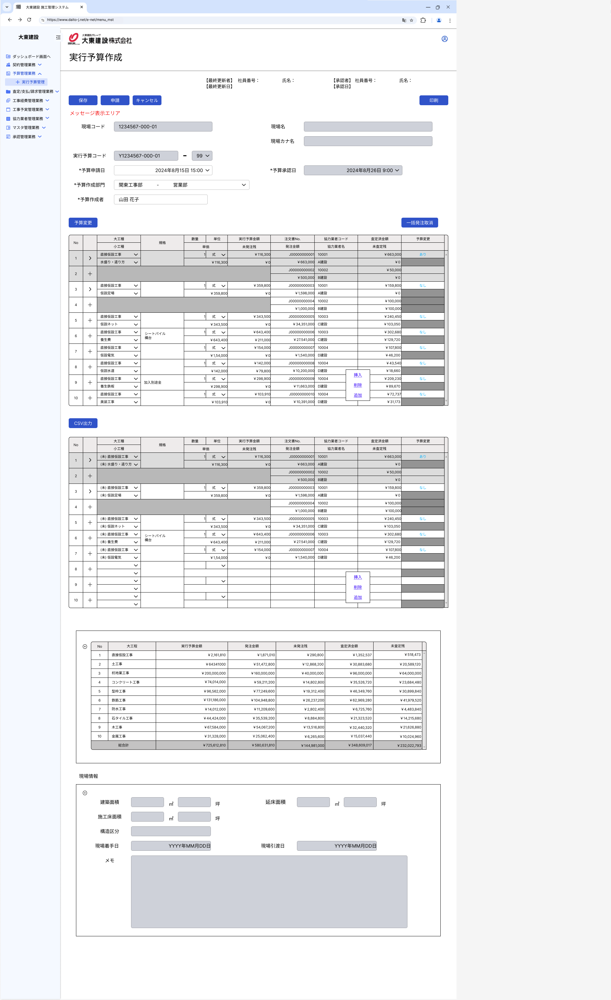 大東建設 施工管理システム
https://www.daito-j.net/e-net/menu_mst
大東建設
ダッシュボード画面へ
契約管理業務
予算管理業務
実行予算管理
査定/支払/請求管理業務
工事経費管理業務
工事予実管理業務
協力業者管理業務
マスタ管理業務
承認管理業務
大東建託グループ
大東建設株式会社
実行予算作成
【最終更新者】 社員番号： 氏名： 【承認者】 社員番号： 氏名：
【最終更新日】 【承認日】
保存 申請 キャンセル 印刷
メッセージ表示エリア
現場コード 1234567-000-01 現場名
現場カナ名
実行予算コード Y1234567-000-01 - 99
*予算申請日 2024年8月15日 15:00 *予算承認日 2024年8月26日 9:00
*予算作成部門 関東工事部 - 営業部
*予算作成者 山田 花子
予算変更 一括発注取消
No 大工種 規格 数量 単位 実行予算金額 注文書No. 協力業者コード 査定済金額 予算変更
小工種 単価 未発注残 発注金額 協力業者名 未査定残
1 直接仮設工事 1 式 ￥116,300 J00000000001 10001 ￥663,000 あり
水盛り・遣り方 ￥116,300 ￥0 ￥663,000 A建設 ￥0
2 J00000000002 10002 ￥50,000
￥500,000 B建設 ￥0
3 直接仮設工事 1 式 ￥359,800 J00000000003 10001 ￥159,800 なし
仮説足場 ￥359,800 ￥0 ￥1,598,000 A建設 ￥0
4 J00000000004 10002 ￥100,000
￥1,000,000 B建設 ￥100,000
5 直接仮設工事 1 式 ￥343,500 J00000000005 10003 ￥240,450 なし
仮説ネット ￥343,500 ￥0 ￥34,351,000 C建設 ￥103,050
6 直接仮設工事 シートパイル 1 式 ￥643,400 J00000000006 10003 ￥302,680 なし
養生費 構台 ￥643,400 ￥211,000 ￥27.541,000 C建設 ￥129,720
7 直接仮設工事 1 式 ￥154,000 J00000000007 10004 ￥107,800 なし
仮設電気 ￥1,54,000 ￥0 ￥1,540,000 D建設 ￥46,200
8 直接仮設工事 1 式 ￥142,000 J00000000008 10004 ￥43,540 なし
仮説水道 ￥142,000 ￥79,800 ￥10,200,000 D建設 ￥18,660
9 直接仮設工事 加入別途金 1 式 ￥298,900 J00000000009 10004 ￥209,230 なし
養生鉄板 ￥298,900 ￥0 ￥11,663,000 D建設 ￥89,670
10 直接仮設工事 1 式 ￥103,910 J00000000010 10004 ￥72,737 なし
美装工事 ￥103,910 ￥0 ￥10,391,000 D建設 ￥31,173
挿入
削除
追加
CSV出力
No 大工種 規格 数量 単位 実行予算金額 注文書No. 協力業者コード 査定済金額 予算変更
小工種 単価 未発注残 発注金額 協力業者名 未査定残
1 (未) 直接仮設工事 1 式 ￥116,300 J00000000001 10001 ￥663,000 あり
(未) 水盛り・遣り方 ￥116,300 ￥0 ￥663,000 A建設 ￥0
2 J00000000002 10002 ￥50,000
￥500,000 B建設 ￥0
3 (未) 直接仮設工事 1 式 ￥359,800 J00000000003 10001 ￥159,800 なし
(未) 仮説足場 ￥359,800 ￥0 ￥1,598,000 A建設 ￥0
4 J00000000004 10002 ￥100,000
￥1,000,000 B建設 ￥100,000
5 (未) 直接仮設工事 1 式 ￥343,500 J00000000005 10003 ￥240,450 なし
(未) 仮説ネット ￥343,500 ￥0 ￥34,351,000 C建設 ￥103,050
6 (未) 直接仮設工事 シートパイル 1 式 ￥643,400 J00000000006 10003 ￥302,680 なし
(未) 養生費 構台 ￥643,400 ￥211,000 ￥27.541,000 C建設 ￥129,720
7 (未) 直接仮設工事 1 式 ￥154,000 J00000000007 10004 ￥107,800 なし
(未) 仮設電気 ￥1,54,000 ￥0 ￥1,540,000 D建設 ￥46,200
8
9
10
挿入
削除
追加
No 大工程 実行予算金額 発注金額 未発注残 査定済金額 未査定残
1 直接仮設工事 ￥2,161,810 ￥1,871,010 ￥290,800 ￥1,352,537 ￥518,473
2 土工事 ￥64341000 ￥51,472,800 ￥12,868,200 ￥30,883,680 ￥20,589,120
3 杭地業工事 ￥200,000,000 ￥160,000,000 ￥40,000,000 ￥96,000,000 ￥64,000,000
4 コンクリート工事 ￥74,014,000 ￥59,211,200 ￥14,802,800 ￥35,526,720 ￥23,684,480
5 型枠工事 ￥96,562,000 ￥77,249,600 ￥19,312,400 ￥46,349,760 ￥30,899,840
6 鉄筋工事 ￥131,186,000 ￥104,948,800 ￥26,237,200 ￥62,969,280 ￥41,979,520
7 防水工事 ￥14,012,000 ￥11,209,600 ￥2,802,400 ￥6,725,760 ￥4,483,840
8 石タイル工事 ￥44,424,000 ￥35,539,200 ￥8,884,800 ￥21,323,520 ￥14,215,680
9 木工事 ￥67,584,000 ￥54,067,200 ￥13,516,800 ￥32,440,320 ￥21,626,880
10 金属工事 ￥31,328,000 ￥25,062,400 ￥6,265,600 ￥15,037,440 ￥10,024,960
総合計 ￥725,612,810 ￥580,631,810 ￥144,981,000 ￥348,609,017 ￥232,022,793
現場情報
建築面積 ㎡ 坪 延床面積 ㎡ 坪
施工床面積 ㎡ 坪
構造区分
現場着手日 YYYY年MM月DD日 現場引渡日 YYYY年MM月DD日
メモ